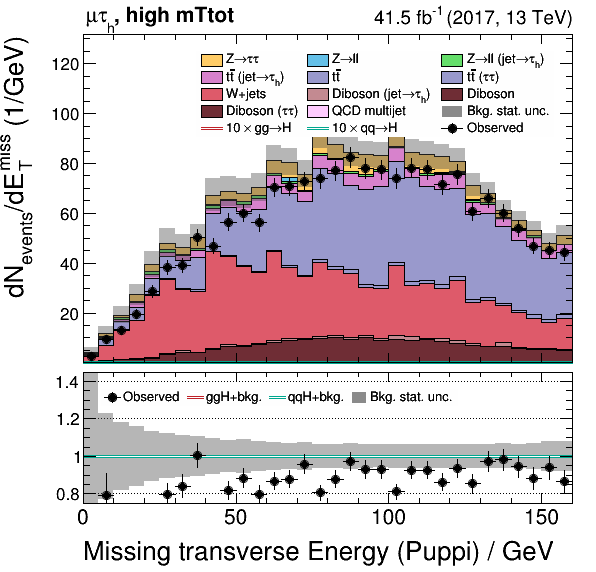 μτh, high mTtot 41.5 fb⁻¹ (2017, 13 TeV)
dNevents/dETmiss (1/GeV)
Z→ττ Z→ll Z→ll (jet→τh)
tt̄ (jet→τh) tt̄ tt̄ (ττ)
W+jets Diboson (jet→τh) Diboson
Diboson (ττ) QCD multijet Bkg. stat. unc.
10 × gg→H 10 × qq→H Observed
120
100
80
60
40
20
Observed ggH+bkg. qqH+bkg. Bkg. stat. unc.
1.4
1.2
1
0.8
0 50 100 150
Missing transverse Energy (Puppi) / GeV